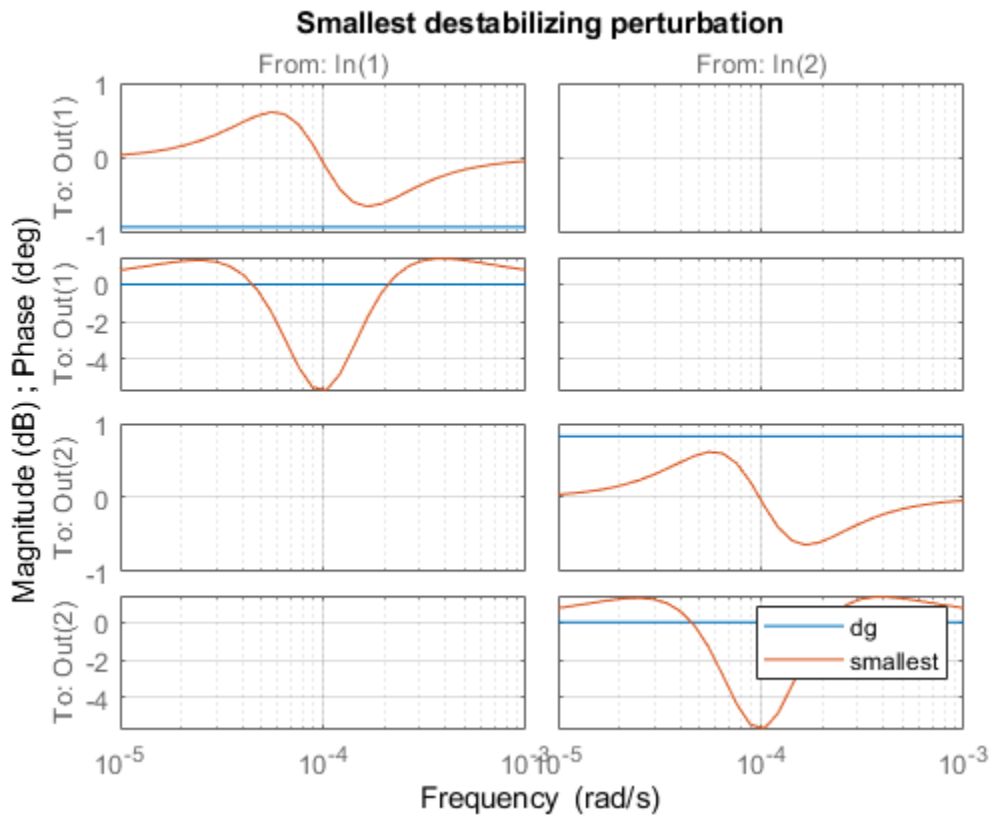 Smallest destabilizing perturbation
From: In(1)
From: In(2)
Magnitude (dB) ; Phase (deg)
To: Out(1)
1
0
-1
To: Out(1)
0
-2
-4
To: Out(2)
1
0
-1
To: Out(2)
0
-2
-4
dg
smallest
10^-5
10^-4
10^-3
10^-5
10^-4
10^-3
Frequency (rad/s)